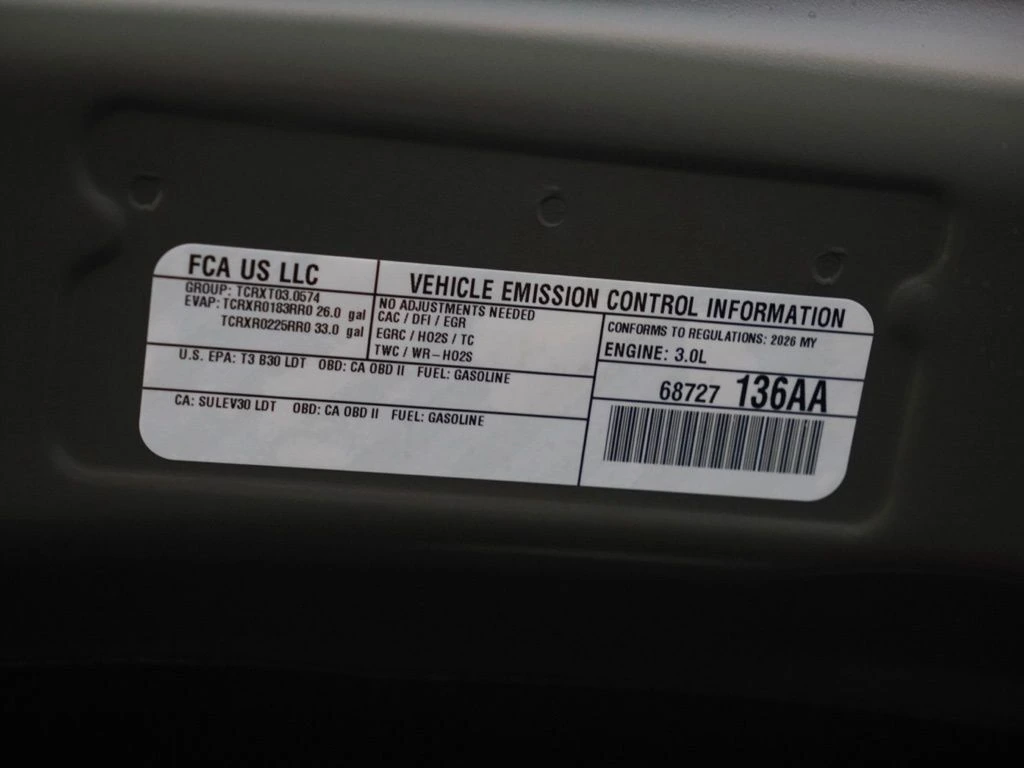 FCA US LLC
GROUP: TCRXT03.0574
EVAP: TCRXR0183RR0 26.0 gal
TCRXR0225RR0 33.0 gal
VEHICLE EMISSION CONTROL INFORMATION
NO ADJUSTMENTS NEEDED
CAC / DFI / EGR
EGRC / HO2S / TC
TWC / WR-HO2S
CONFORMS TO REGULATIONS: 2026 MY
ENGINE: 3.0L
U.S. EPA: T3 B30 LDT OBD: CA OBD II FUEL: GASOLINE
CA: SULEV30 LDT OBD: CA OBD II FUEL: GASOLINE
68727 136AA